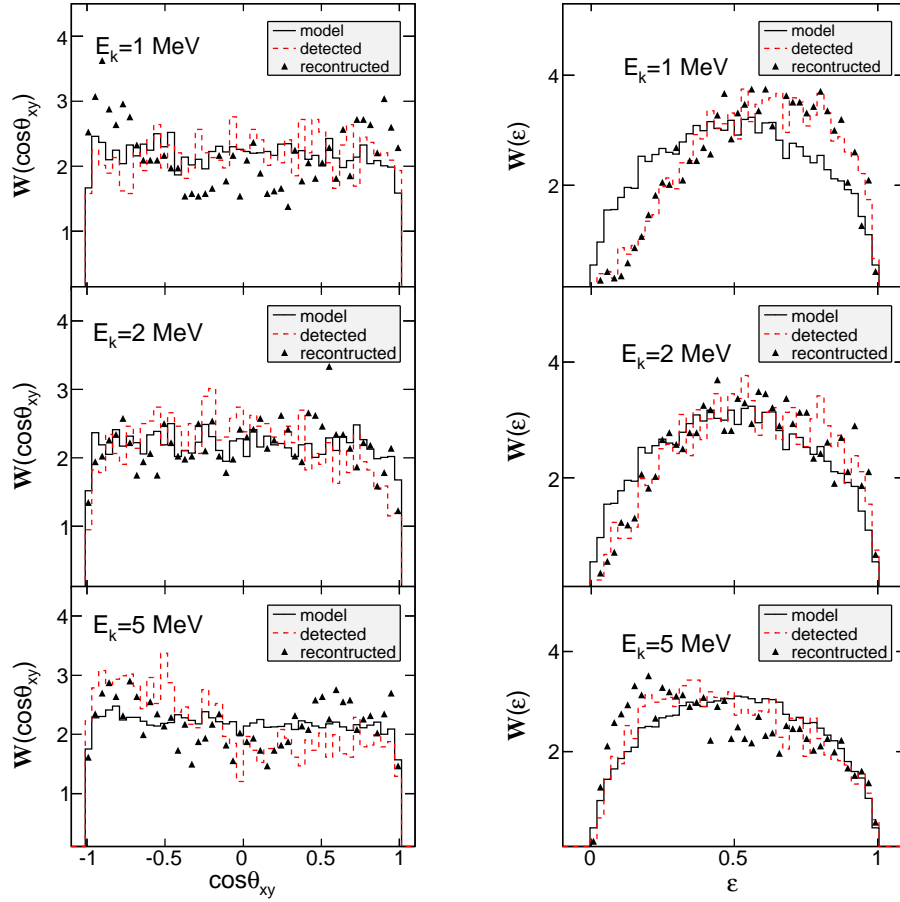 E_k=1 MeV
model
detected
recontructed
W(cosθ_xy)
4
3
2
1
E_k=2 MeV
model
detected
recontructed
W(cosθ_xy)
4
3
2
1
E_k=5 MeV
model
detected
recontructed
W(cosθ_xy)
4
3
2
1
-1 -0.5 0 0.5 1
cosθ_xy
E_k=1 MeV
model
detected
recontructed
W(ε)
4
2
E_k=2 MeV
model
detected
recontructed
W(ε)
4
2
E_k=5 MeV
model
detected
recontructed
W(ε)
4
2
0 0.5 1
ε